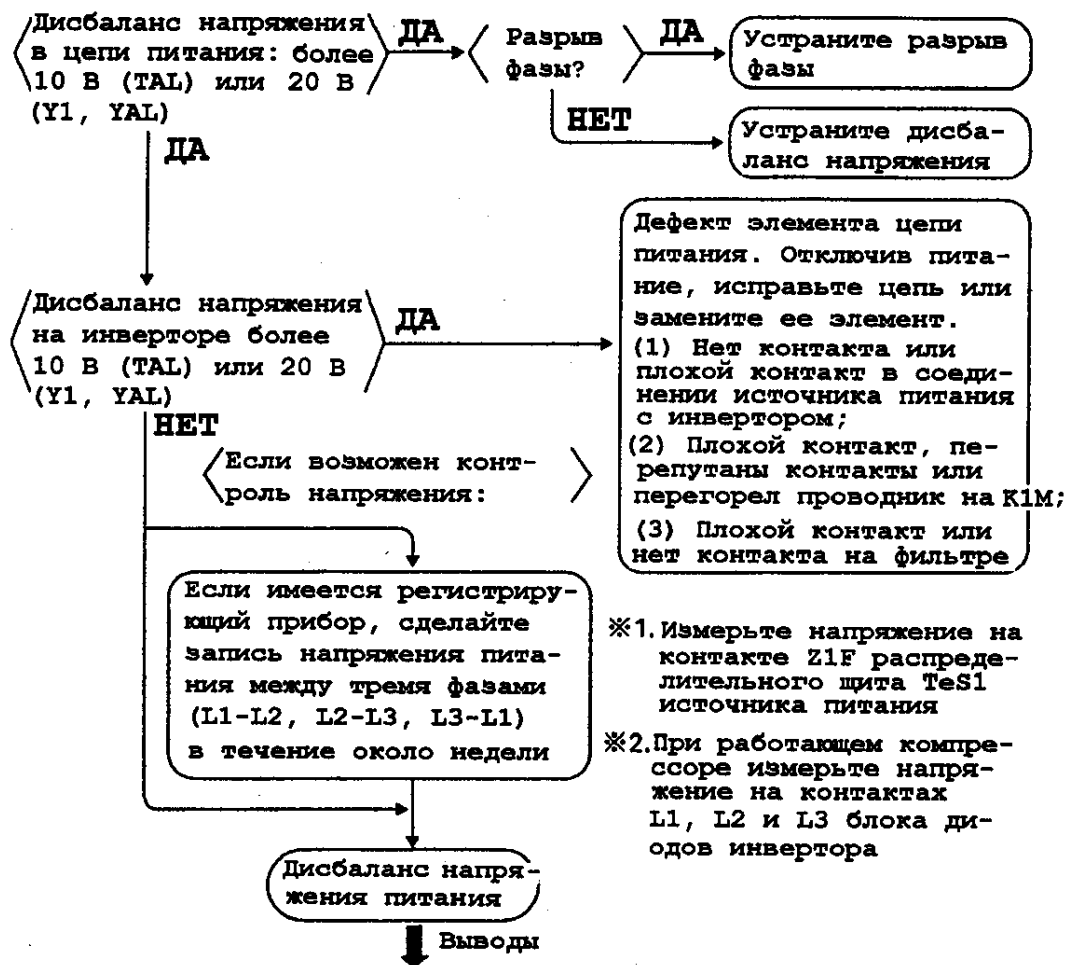 Дисбаланс напряжения
в цепи питания: более
10 В (TAL) или 20 В
(Y1, YAL)
ДА
Разрыв
фазы?
ДА
Устраните разрыв
фазы
НЕТ
Устраните дисба-
ланс напряжения
ДА
Дисбаланс напряжения
на инверторе более
10 В (TAL) или 20 В
(Y1, YAL)
ДА
Дефект элемента цепи
питания. Отключив пита-
ние, исправьте цепь или
замените ее элемент.
(1) Нет контакта или
плохой контакт в соеди-
нении источника питания
с инвертором;
(2) Плохой контакт, пе-
репутаны контакты или
перегорел проводник на K1M;
(3) Плохой контакт или
нет контакта на фильтре
НЕТ
Если возможен конт-
роль напряжения:
Если имеется регистриру-
ющий прибор, сделайте
запись напряжения пита-
ния между тремя фазами
(L1-L2, L2-L3, L3-L1)
в течение около недели
※1. Измерьте напряжение на
контакте Z1F распреде-
лительного щита TeS1
источника питания
※2. При работающем компре-
ссоре измерьте напря-
жение на контактах
L1, L2 и L3 блока ди-
одов инвертора
Дисбаланс напря-
жения питания
Выводы